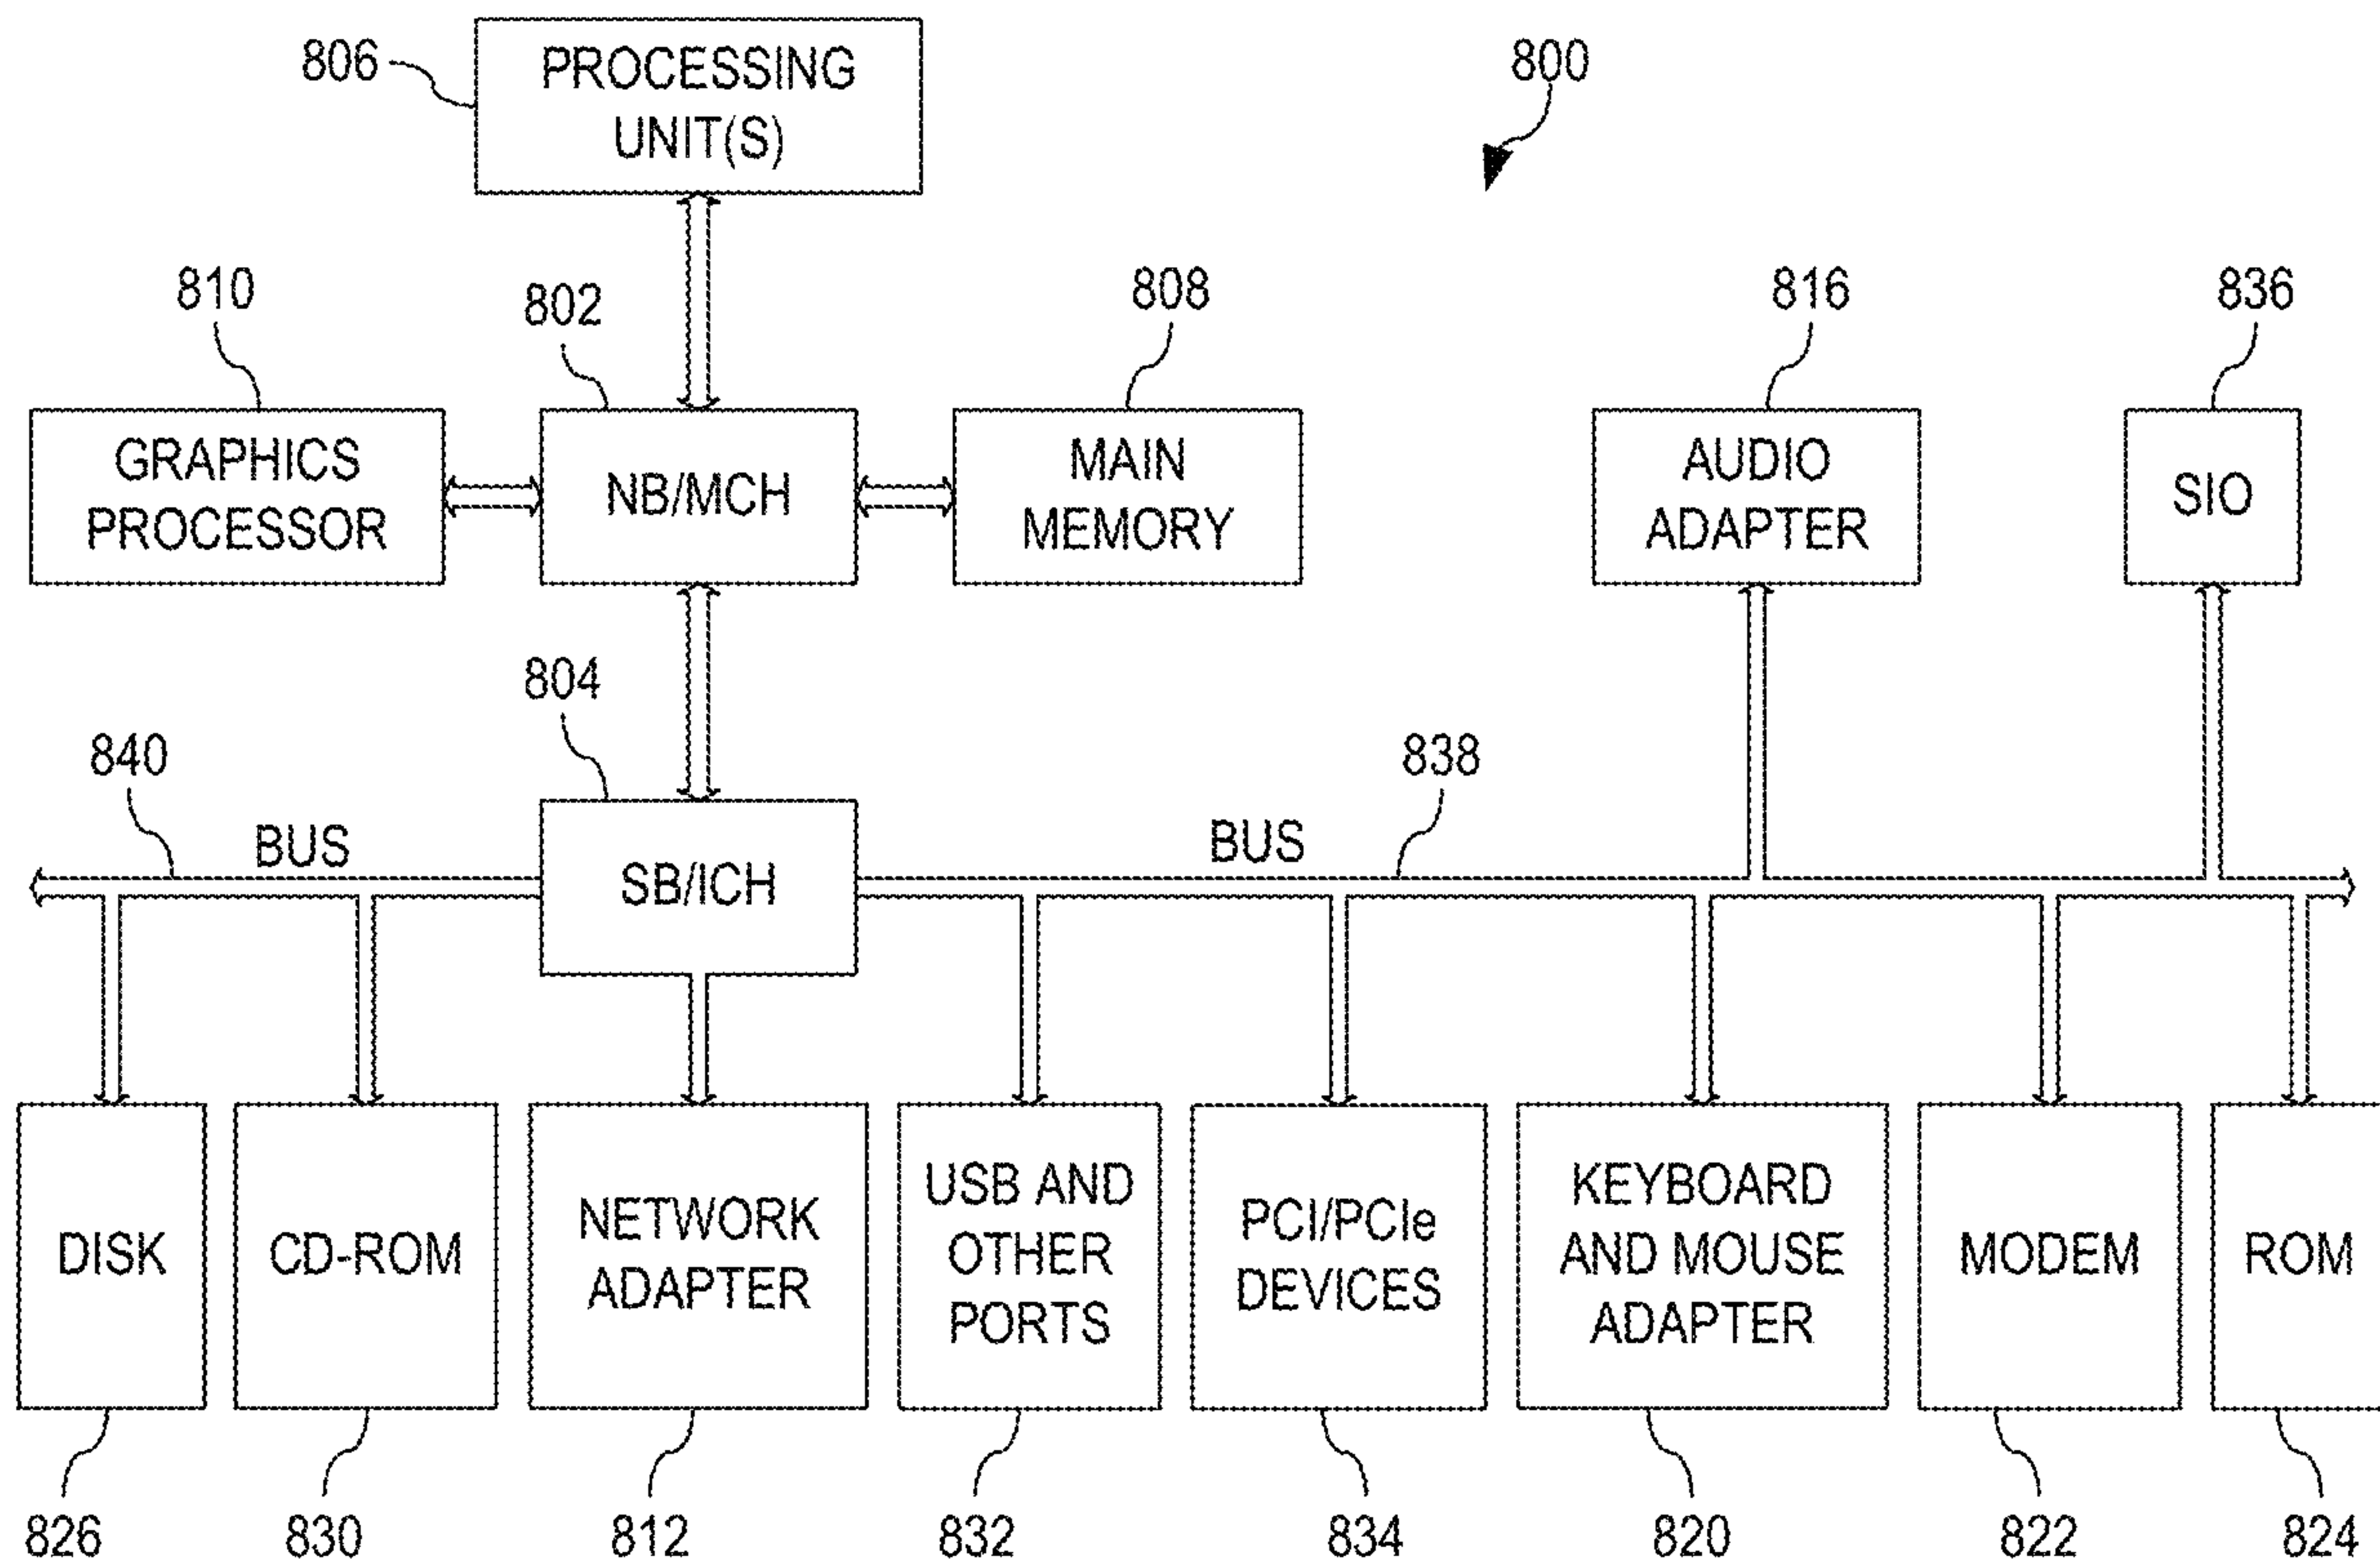 806
PROCESSING
UNIT(S)
800
810
802
808
816
836
GRAPHICS
PROCESSOR
NB/MCH
MAIN
MEMORY
AUDIO
ADAPTER
SIO
804
840
838
BUS
SB/ICH
BUS
DISK
CD-ROM
NETWORK
ADAPTER
USB AND
OTHER
PORTS
PCI/PCIe
DEVICES
KEYBOARD
AND MOUSE
ADAPTER
MODEM
ROM
826
830
812
832
834
820
822
824